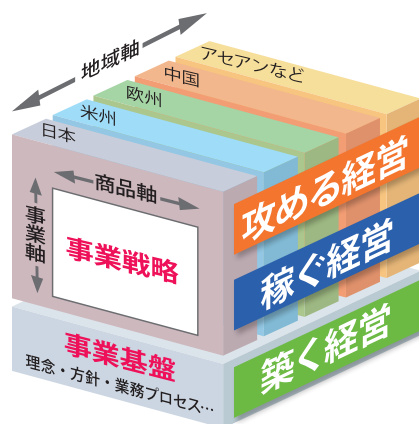 地域軸
アセアンなど
中国
欧州
米州
日本
商品軸
事業軸
事業戦略
攻める経営
稼ぐ経営
築く経営
事業基盤
理念・方針・業務プロセス…